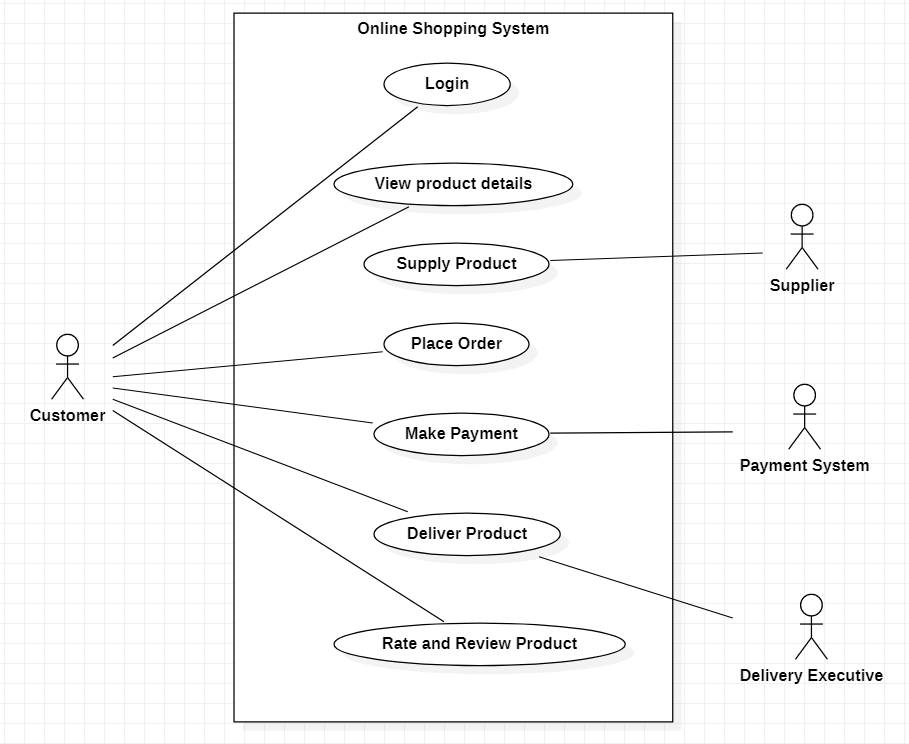 Online Shopping System
Login
View product details
Supply Product
Supplier
Place Order
Customer
Make Payment
Payment System
Deliver Product
Rate and Review Product
Delivery Executive